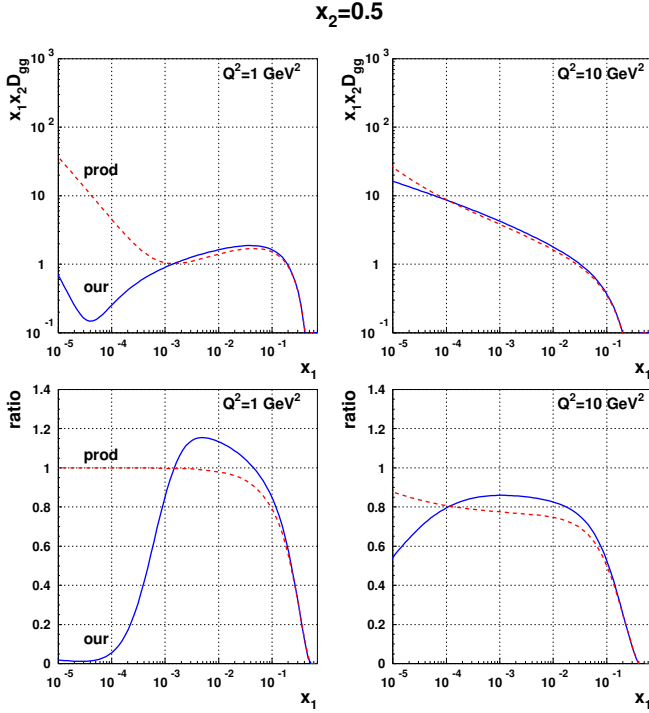 x₂=0.5
x₁x₂D_gg
10³
10²
10
1
10⁻¹
Q²=1 GeV²
prod
our
10⁻⁵ 10⁻⁴ 10⁻³ 10⁻² 10⁻¹
x₁
x₁x₂D_gg
10³
10²
10
1
10⁻¹
Q²=10 GeV²
10⁻⁵ 10⁻⁴ 10⁻³ 10⁻² 10⁻¹
x₁
ratio
1.4
1.2
1
0.8
0.6
0.4
0.2
0
Q²=1 GeV²
prod
our
10⁻⁵ 10⁻⁴ 10⁻³ 10⁻² 10⁻¹
x₁
ratio
1.4
1.2
1
0.8
0.6
0.4
0.2
0
Q²=10 GeV²
10⁻⁵ 10⁻⁴ 10⁻³ 10⁻² 10⁻¹
x₁